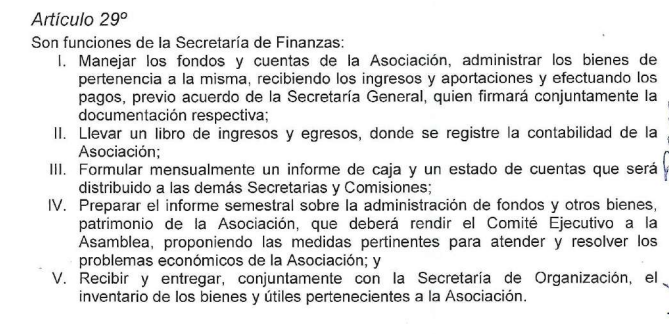 Artículo 29º
Son funciones de la Secretaría de Finanzas:
I. Manejar los fondos y cuentas de la Asociación, administrar los bienes de
pertenencia a la misma, recibiendo los ingresos y aportaciones y efectuando los
pagos, previo acuerdo de la Secretaría General, quien firmará conjuntamente la
documentación respectiva;
II. Llevar un libro de ingresos y egresos, donde se registre la contabilidad de la
Asociación;
III. Formular mensualmente un informe de caja y un estado de cuentas que será
distribuido a las demás Secretarias y Comisiones;
IV. Preparar el informe semestral sobre la administración de fondos y otros bienes,
patrimonio de la Asociación, que deberá rendir el Comité Ejecutivo a la
Asamblea, proponiendo las medidas pertinentes para atender y resolver los
problemas económicos de la Asociación; y
V. Recibir y entregar, conjuntamente con la Secretaría de Organización, el
inventario de los bienes y útiles pertenecientes a la Asociación.